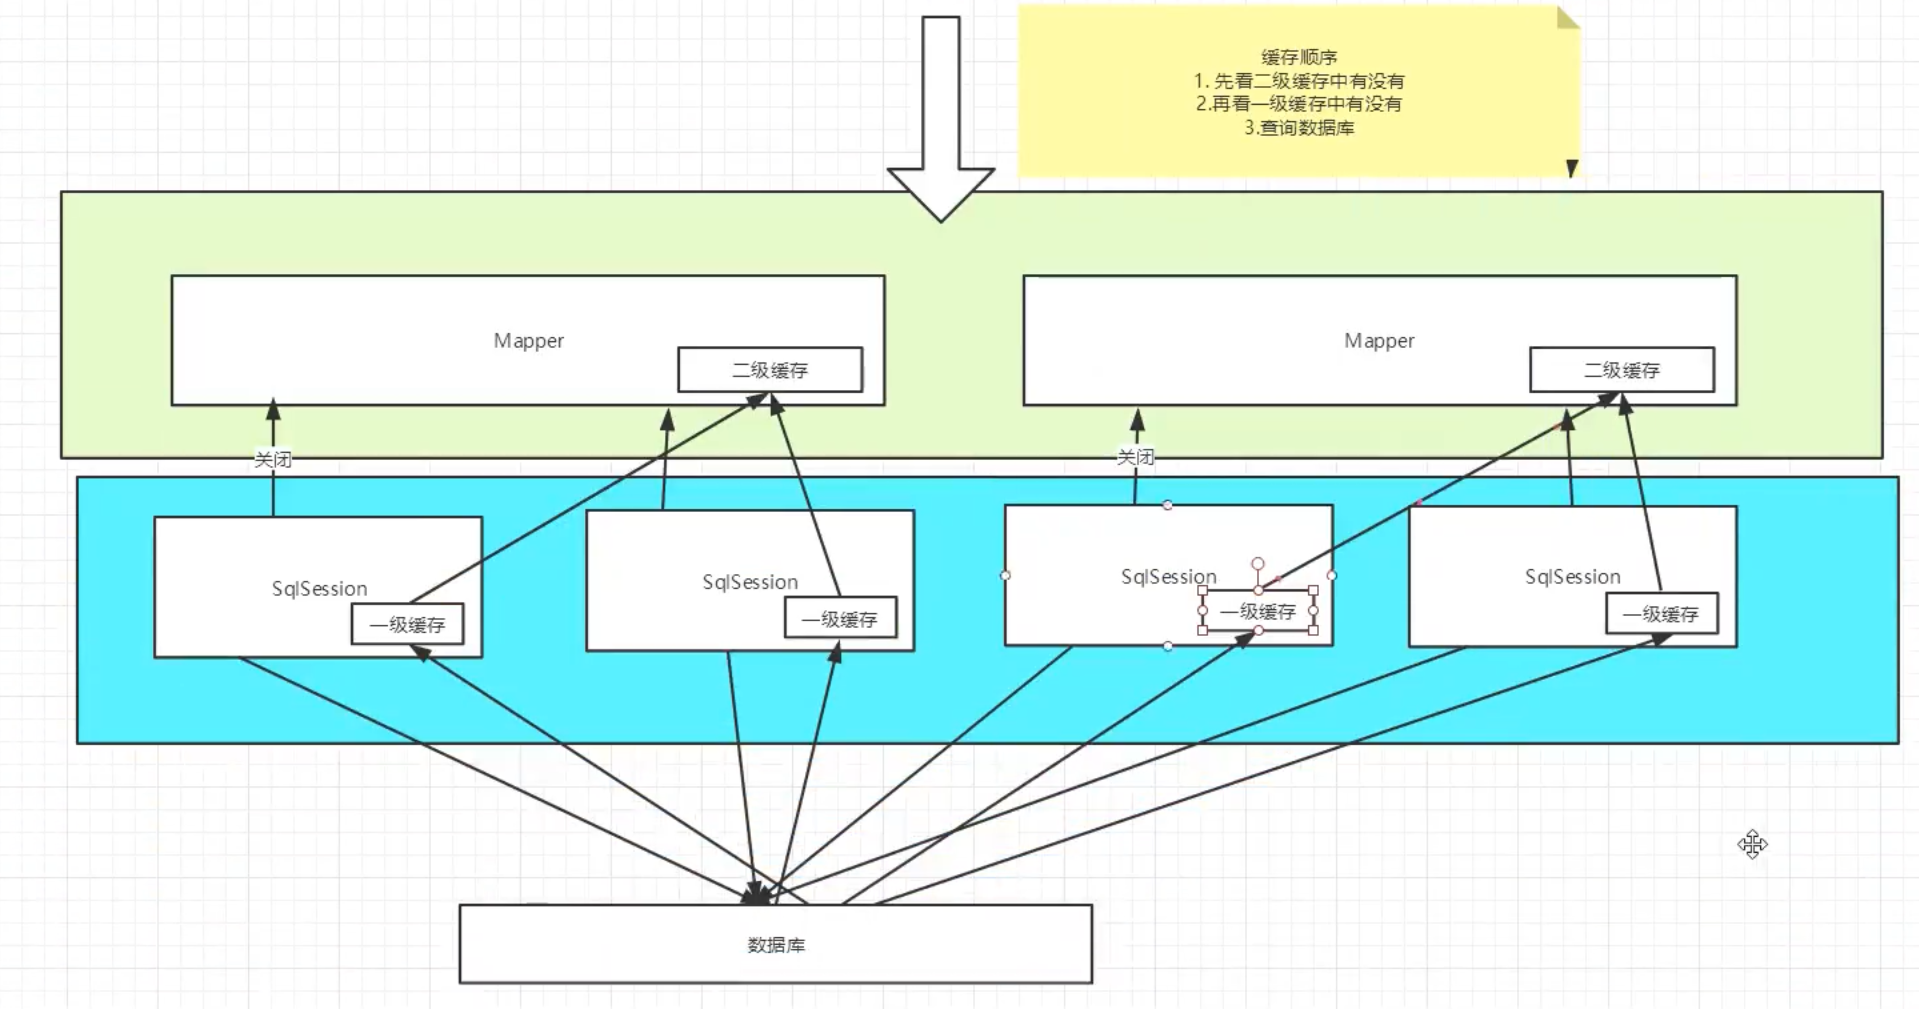 缓存顺序
1. 先看二级缓存中有没有
2.再看一级缓存中有没有
3.查询数据库
Mapper
二级缓存
Mapper
二级缓存
关闭
关闭
SqlSession
一级缓存
SqlSession
一级缓存
SqlSession
一级缓存
SqlSession
一级缓存
数据库